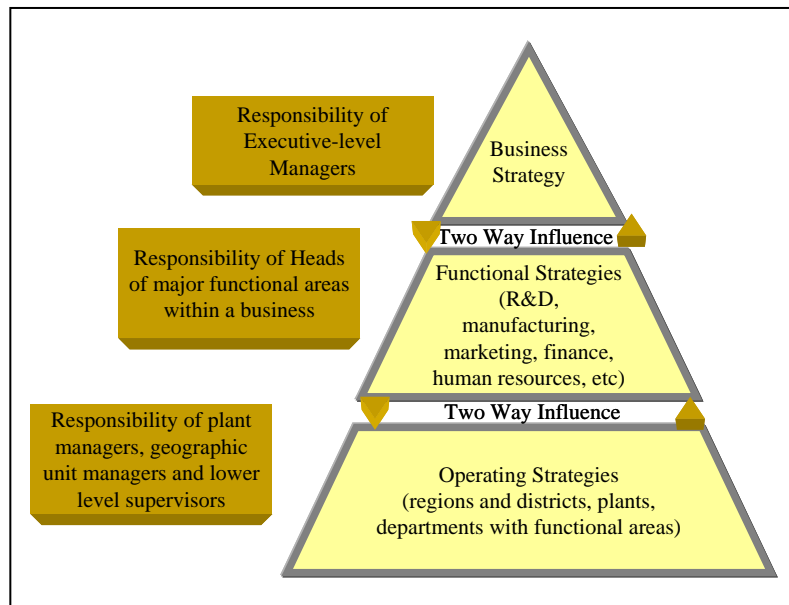 Responsibility of
Executive-level
Managers
Business
Strategy
Two Way Influence
Responsibility of Heads
of major functional areas
within a business
Functional Strategies
(R&D,
manufacturing,
marketing, finance,
human resources, etc)
Two Way Influence
Responsibility of plant
managers, geographic
unit managers and lower
level supervisors
Operating Strategies
(regions and districts, plants,
departments with functional areas)